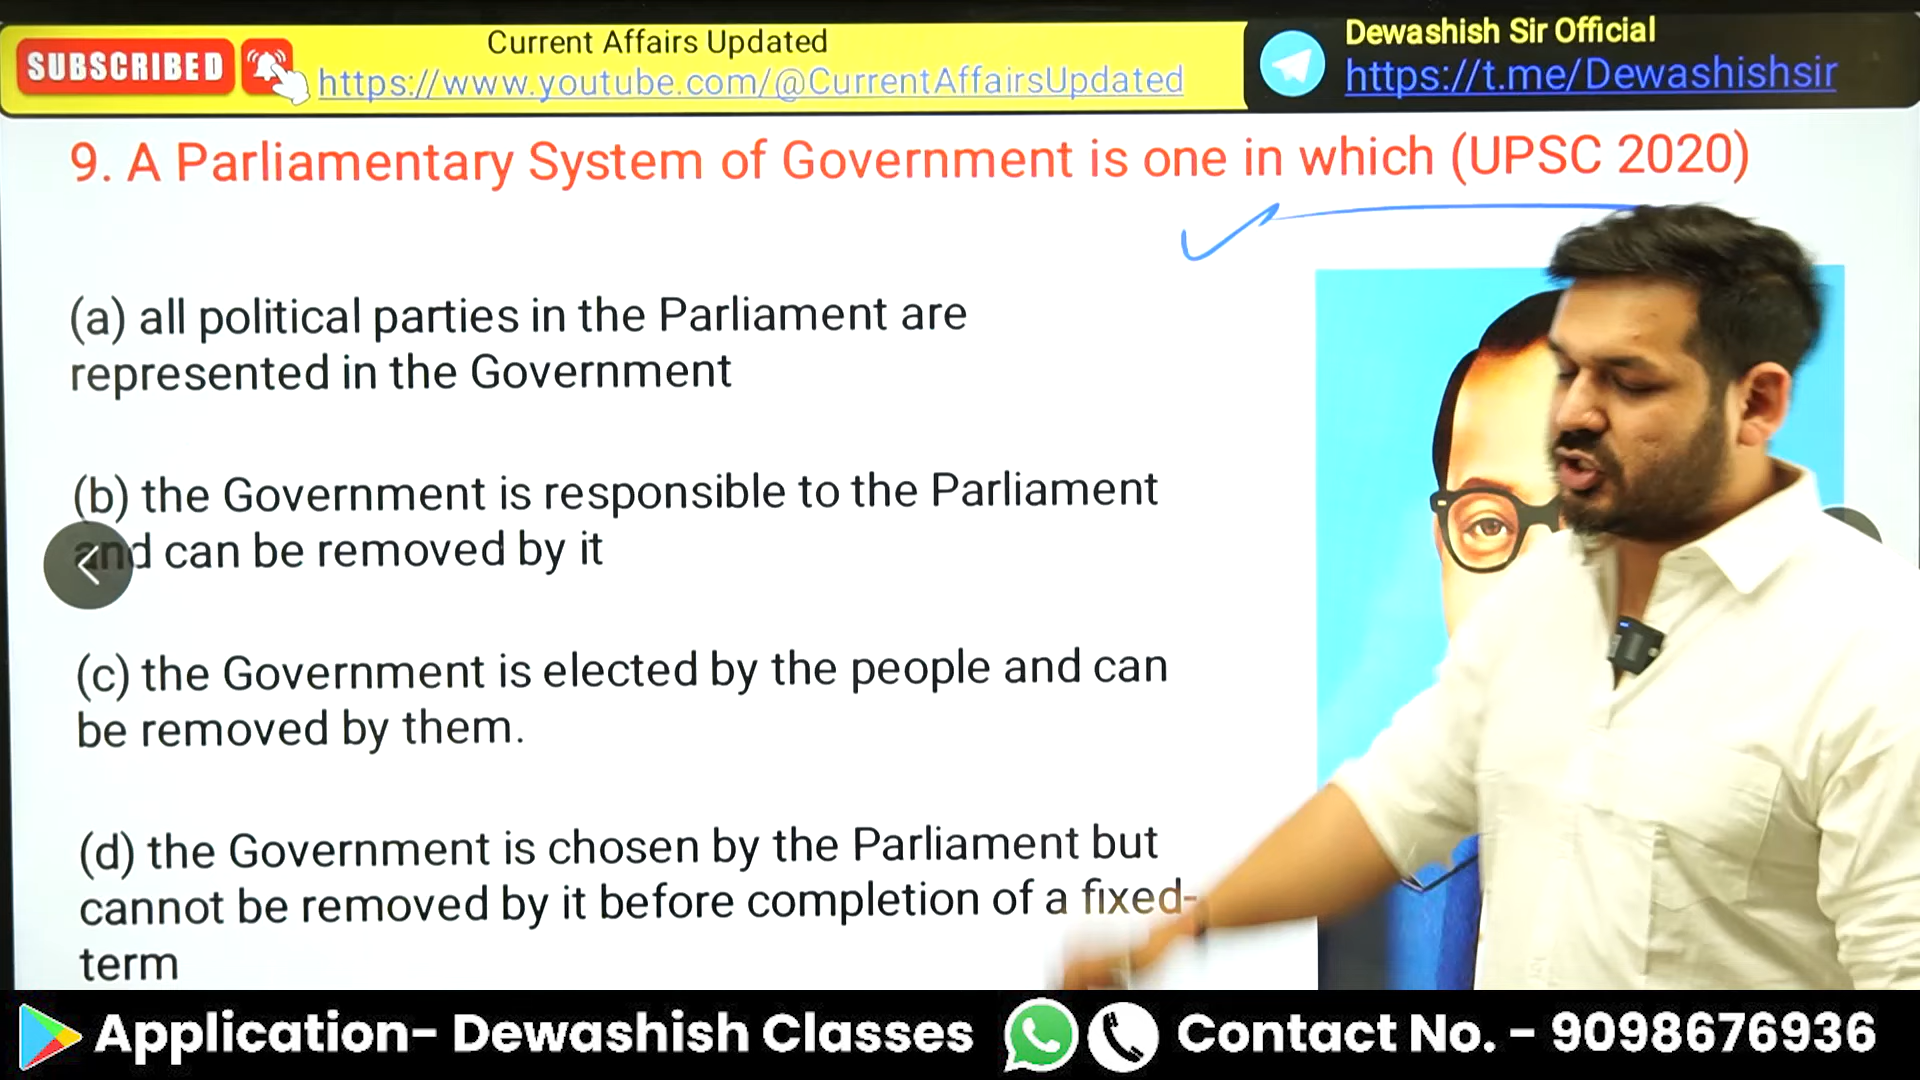 SUBSCRIBED
Current Affairs Updated
https://www.youtube.com/@CurrentAffairsUpdated
Dewashish Sir Official
https://t.me/Dewashishsir
9. A Parliamentary System of Government is one in which (UPSC 2020)
(a) all political parties in the Parliament are
represented in the Government
(b) the Government is responsible to the Parliament
and can be removed by it
(c) the Government is elected by the people and can
be removed by them.
(d) the Government is chosen by the Parliament but
cannot be removed by it before completion of a fixed-
term
Application- Dewashish Classes
Contact No. - 9098676936